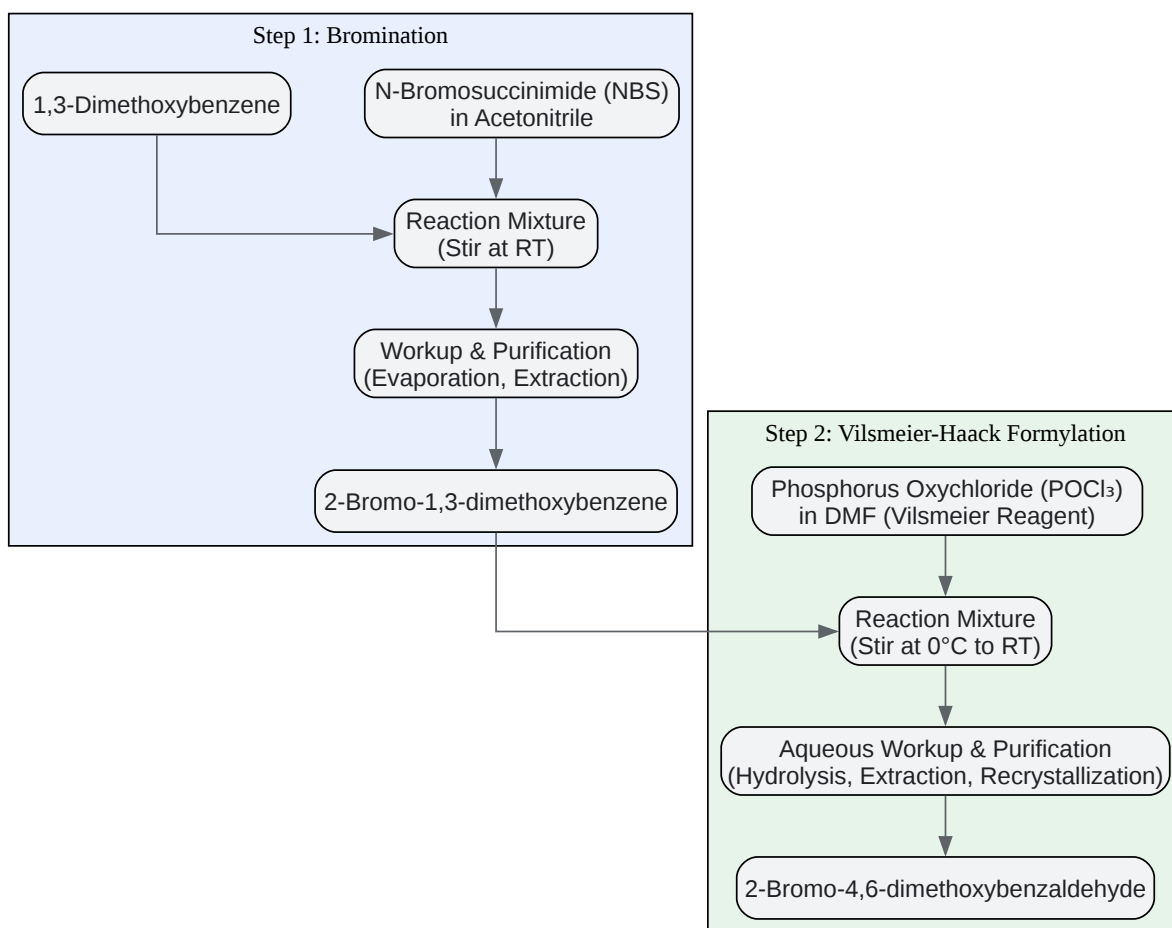 Step 1: Bromination
1,3-Dimethoxybenzene
N-Bromosuccinimide (NBS)
in Acetonitrile
Reaction Mixture
(Stir at RT)
Workup & Purification
(Evaporation, Extraction)
2-Bromo-1,3-dimethoxybenzene
Step 2: Vilsmeier-Haack Formylation
Phosphorus Oxychloride (POCl₃)
in DMF (Vilsmeier Reagent)
Reaction Mixture
(Stir at 0°C to RT)
Aqueous Workup & Purification
(Hydrolysis, Extraction, Recrystallization)
2-Bromo-4,6-dimethoxybenzaldehyde